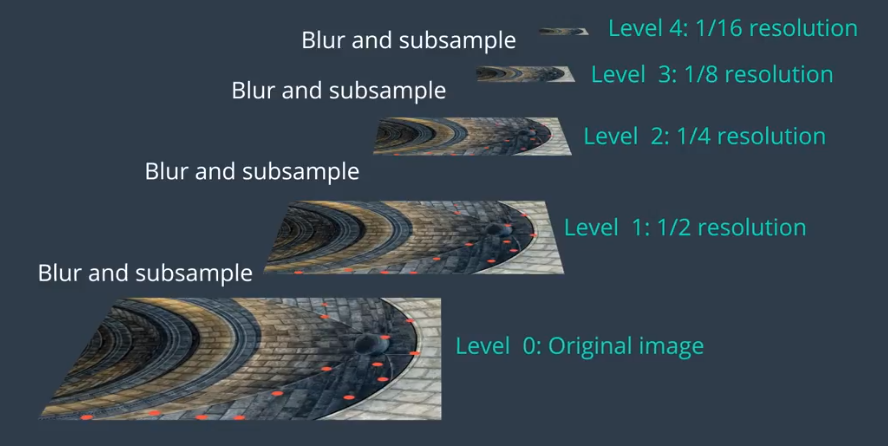 Level 4: 1/16 resolution
Blur and subsample
Level 3: 1/8 resolution
Blur and subsample
Level 2: 1/4 resolution
Blur and subsample
Level 1: 1/2 resolution
Blur and subsample
Level 0: Original image